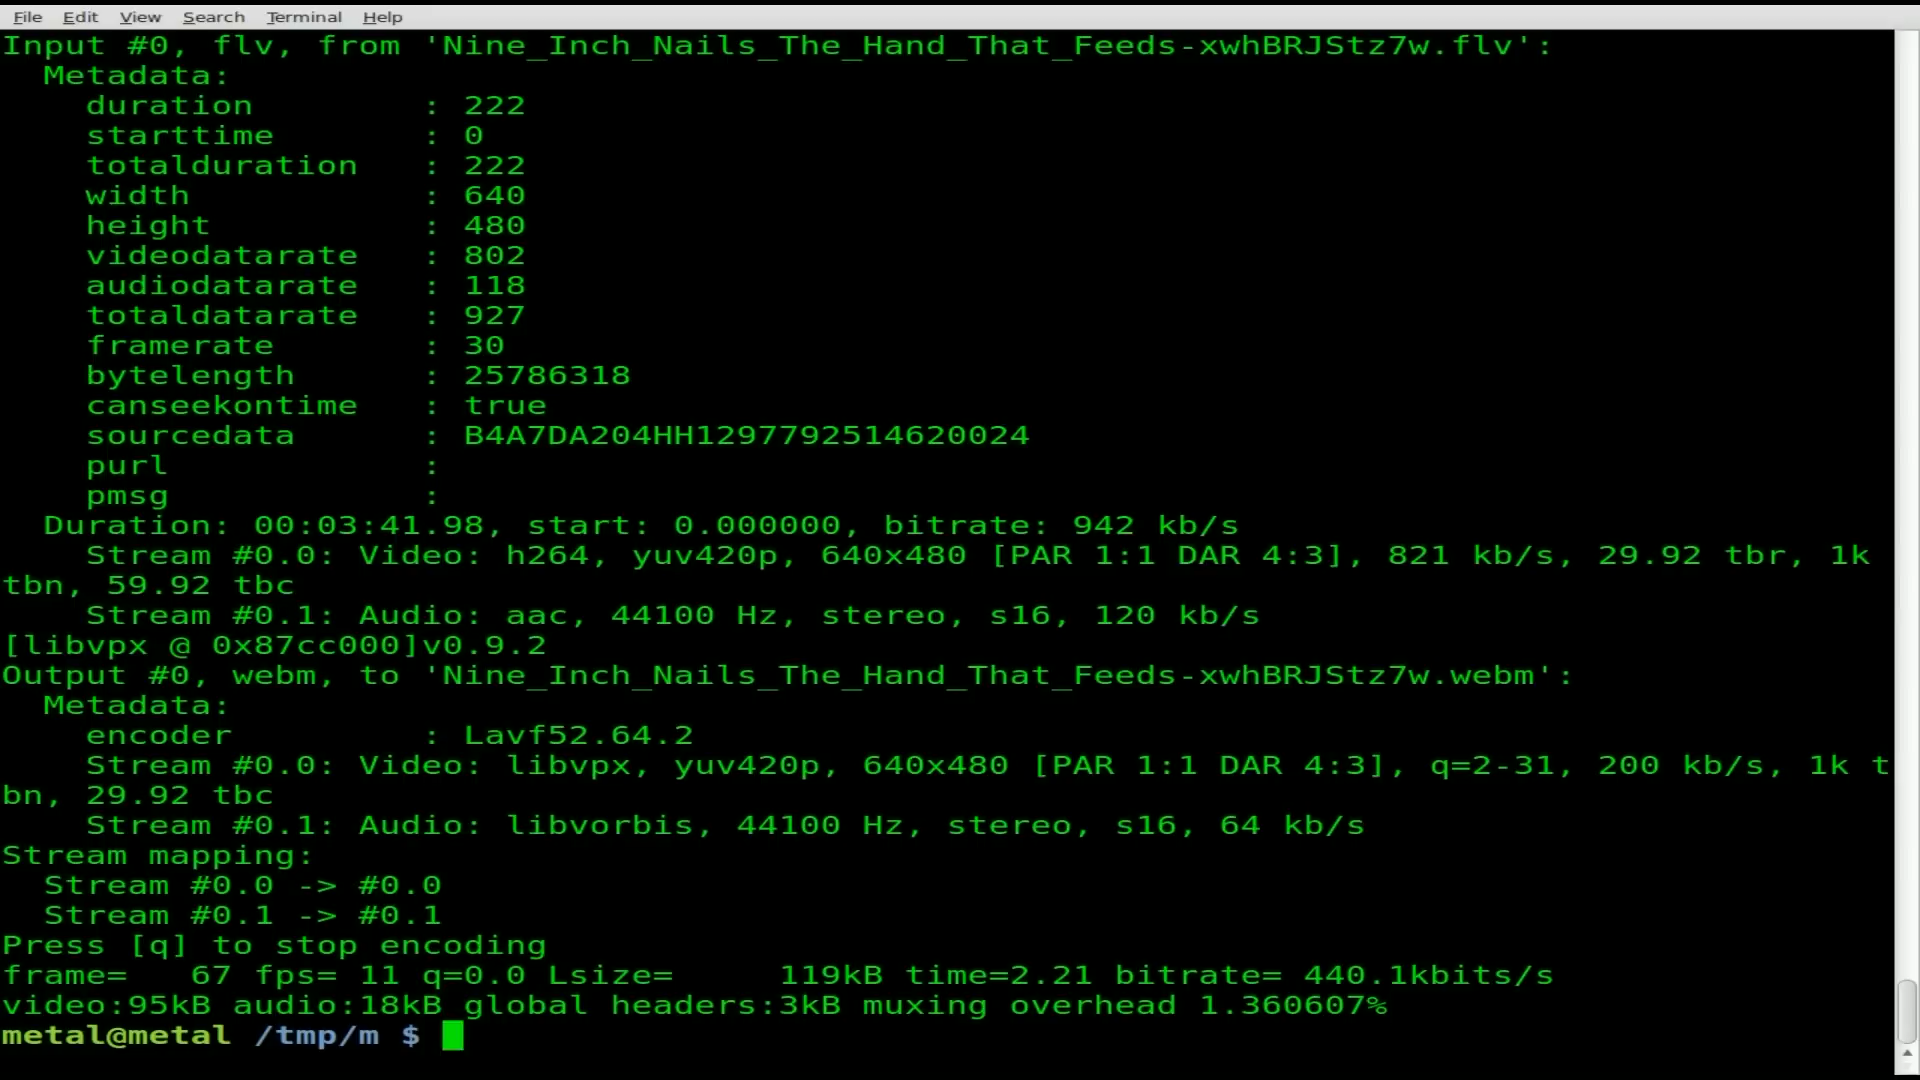 File Edit View Search Terminal Help
Input #0, flv, from 'Nine_Inch_Nails_The_Hand_That_Feeds-xwhBRJStz7w.flv':
  Metadata:
    duration        : 222
    starttime       : 0
    totalduration   : 222
    width           : 640
    height          : 480
    videodatarate   : 802
    audiodatarate   : 118
    totaldatarate   : 927
    framerate       : 30
    bytelength      : 25786318
    canseekontime   : true
    sourcedata      : B4A7DA204HH1297792514620024
    purl            :
    pmsg            :
  Duration: 00:03:41.98, start: 0.000000, bitrate: 942 kb/s
    Stream #0.0: Video: h264, yuv420p, 640x480 [PAR 1:1 DAR 4:3], 821 kb/s, 29.92 tbr, 1k
tbn, 59.92 tbc
    Stream #0.1: Audio: aac, 44100 Hz, stereo, s16, 120 kb/s
[libvpx @ 0x87cc000]v0.9.2
Output #0, webm, to 'Nine_Inch_Nails_The_Hand_That_Feeds-xwhBRJStz7w.webm':
  Metadata:
    encoder         : Lavf52.64.2
    Stream #0.0: Video: libvpx, yuv420p, 640x480 [PAR 1:1 DAR 4:3], q=2-31, 200 kb/s, 1k t
bn, 29.92 tbc
    Stream #0.1: Audio: libvorbis, 44100 Hz, stereo, s16, 64 kb/s
Stream mapping:
  Stream #0.0 -> #0.0
  Stream #0.1 -> #0.1
Press [q] to stop encoding
frame=   67 fps= 11 q=0.0 Lsize=     119kB time=2.21 bitrate= 440.1kbits/s
video:95kB audio:18kB global headers:3kB muxing overhead 1.360607%
metal@metal /tmp/m $